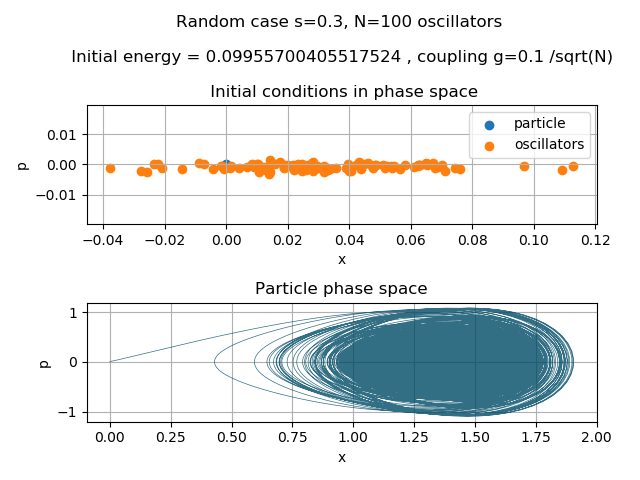 Random case s=0.3, N=100 oscillators
Initial energy = 0.09955700405517524 , coupling g=0.1 /sqrt(N)
Initial conditions in phase space
particle
oscillators
p
0.01
0.00
−0.01
−0.04 −0.02 0.00 0.02 0.04 0.06 0.08 0.10 0.12
x
Particle phase space
p
1
0
−1
0.00 0.25 0.50 0.75 1.00 1.25 1.50 1.75 2.00
x